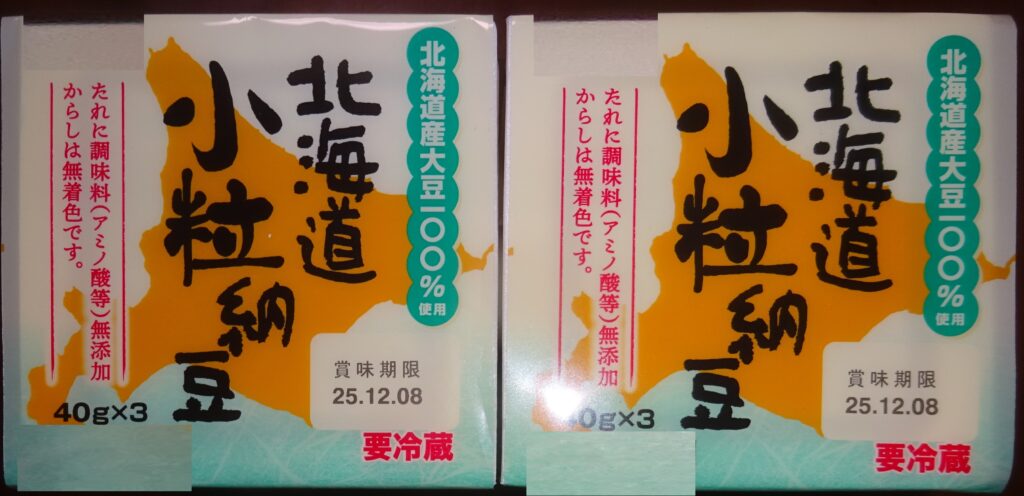 北海道産大豆一〇〇%使用
北海道
小粒納豆
たれに調味料(アミノ酸等)無添加
からしは無着色です。
40g×3
賞味期限
25.12.08
要冷蔵
北海道産大豆一〇〇%使用
北海道
小粒納豆
たれに調味料(アミノ酸等)無添加
からしは無着色です。
40g×3
賞味期限
25.12.08
要冷蔵